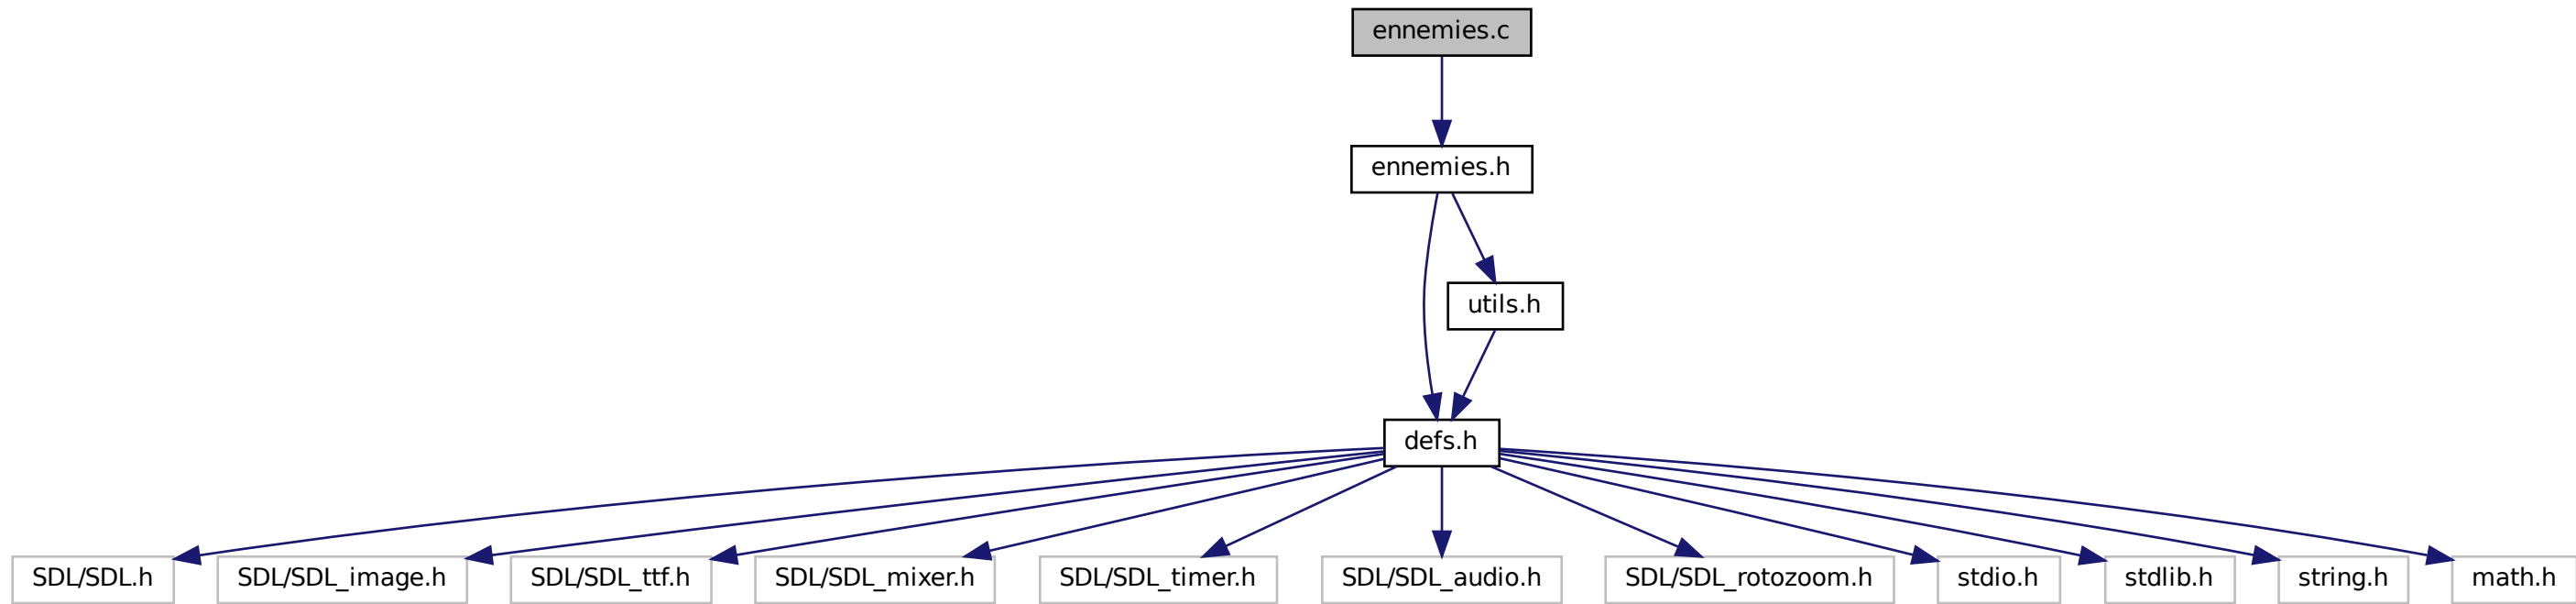 ennemies.c
ennemies.h
utils.h
defs.h
SDL/SDL.h
SDL/SDL_image.h
SDL/SDL_ttf.h
SDL/SDL_mixer.h
SDL/SDL_timer.h
SDL/SDL_audio.h
SDL/SDL_rotozoom.h
stdio.h
stdlib.h
string.h
math.h